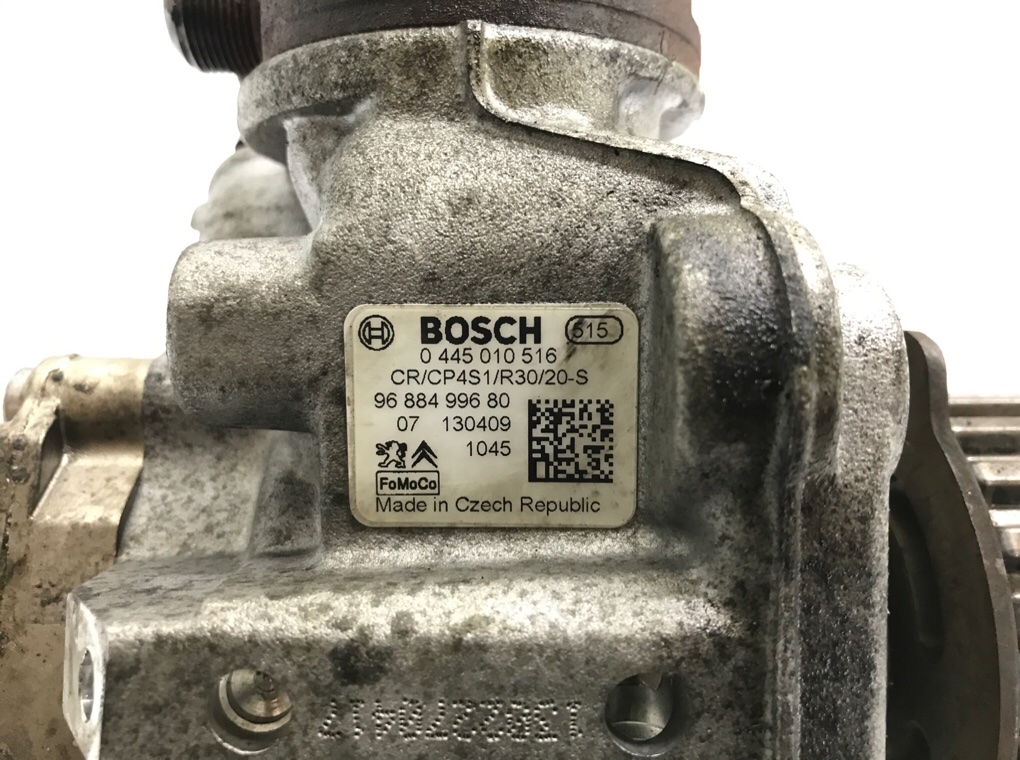 BOSCH 515
0 445 010 516
CR/CP4S1/R30/20-S
96 884 996 80
07 130409
1045
FoMoCo
Made in Czech Republic